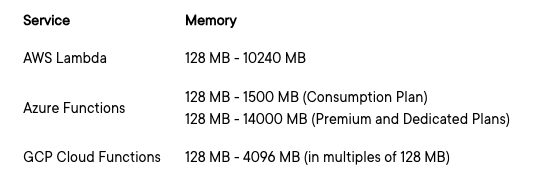 Service Memory
AWS Lambda 128 MB - 10240 MB
128 MB - 1500 MB (Consumption Plan)
Azure Functions
128 MB - 14000 MB (Premium and Dedicated Plans)
GCP Cloud Functions 128 MB - 4096 MB (in multiples of 128 MB)